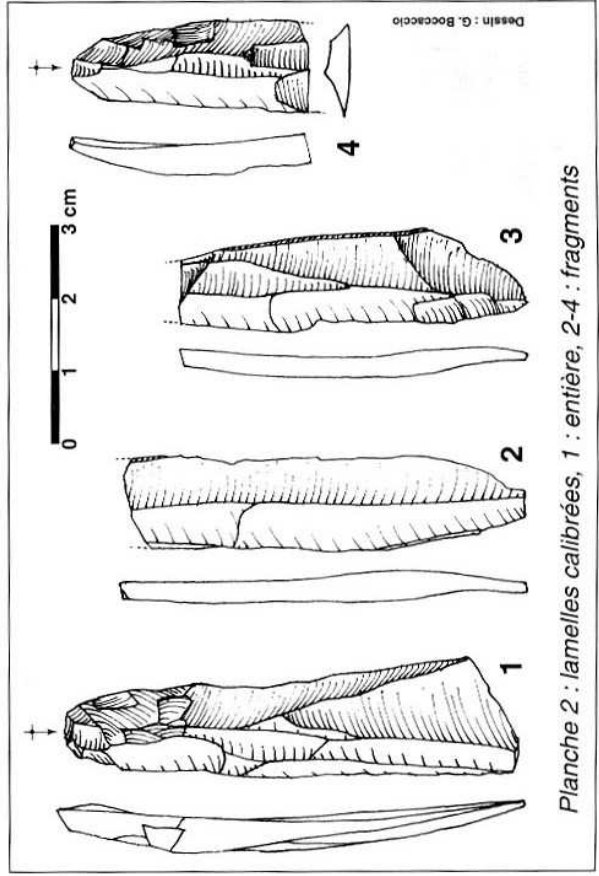 Dessin : G. Boccaccio
4
0 1 2 3 cm
3
2
1
Planche 2 : lamelles calibrées, 1 : entière, 2-4 : fragments